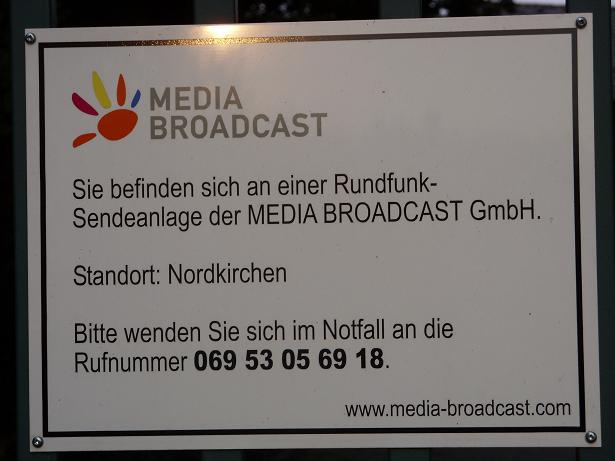 MEDIA
BROADCAST
Sie befinden sich an einer Rundfunk-
Sendeanlage der MEDIA BROADCAST GmbH.
Standort: Nordkirchen
Bitte wenden Sie sich im Notfall an die
Rufnummer 069 53 05 69 18.
www.media-broadcast.com